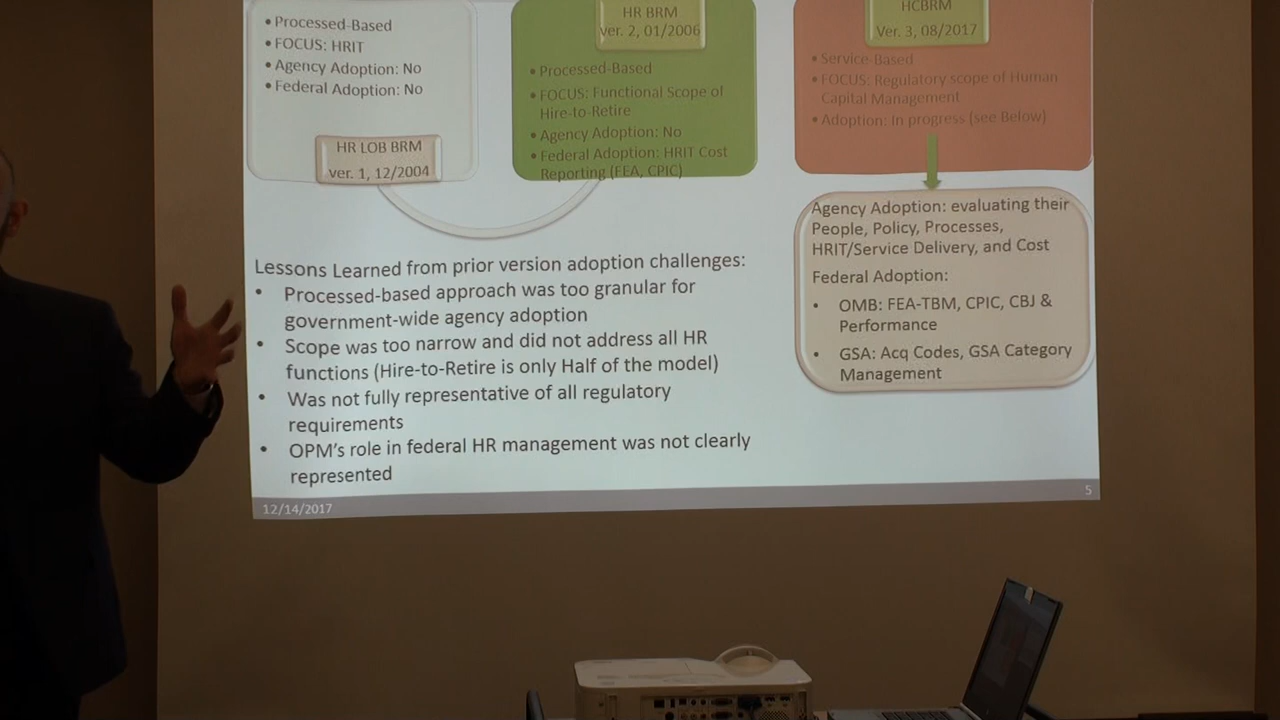 • Processed-Based
• FOCUS: HRIT
• Agency Adoption: No
• Federal Adoption: No
HR LOB BRM
ver. 1, 12/2004
HR BRM
ver. 2, 01/2006
• Processed-Based
• FOCUS: Functional Scope of
Hire-to-Retire
• Agency Adoption: No
• Federal Adoption: HRIT Cost
Reporting (FEA, CPIC)
HCBRM
Ver. 3, 08/2017
• Service-Based
• FOCUS: Regulatory scope of Human
Capital Management
• Adoption: In progress (see Below)
Agency Adoption: evaluating their
People, Policy, Processes,
HRIT/Service Delivery, and Cost
Federal Adoption:
• OMB: FEA-TBM, CPIC, CBJ &
Performance
• GSA: Acq Codes, GSA Category
Management
Lessons Learned from prior version adoption challenges:
• Processed-based approach was too granular for
government-wide agency adoption
• Scope was too narrow and did not address all HR
functions (Hire-to-Retire is only Half of the model)
• Was not fully representative of all regulatory
requirements
• OPM's role in federal HR management was not clearly
represented
12/14/2017
5